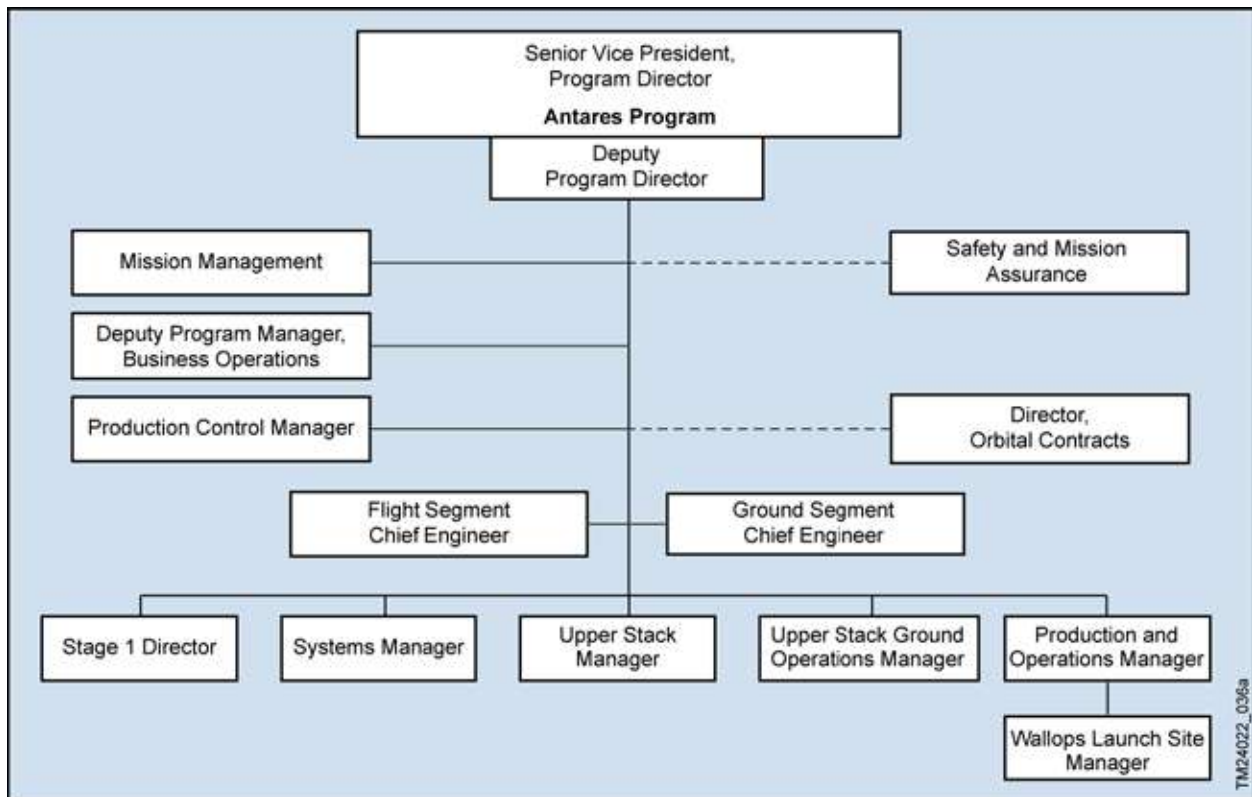 Senior Vice President,
Program Director
Antares Program
Deputy
Program Director
Mission Management
Safety and Mission
Assurance
Deputy Program Manager,
Business Operations
Production Control Manager
Director,
Orbital Contracts
Flight Segment
Chief Engineer
Ground Segment
Chief Engineer
Stage 1 Director
Systems Manager
Upper Stack
Manager
Upper Stack Ground
Operations Manager
Production and
Operations Manager
Wallops Launch Site
Manager
TM24022_036a